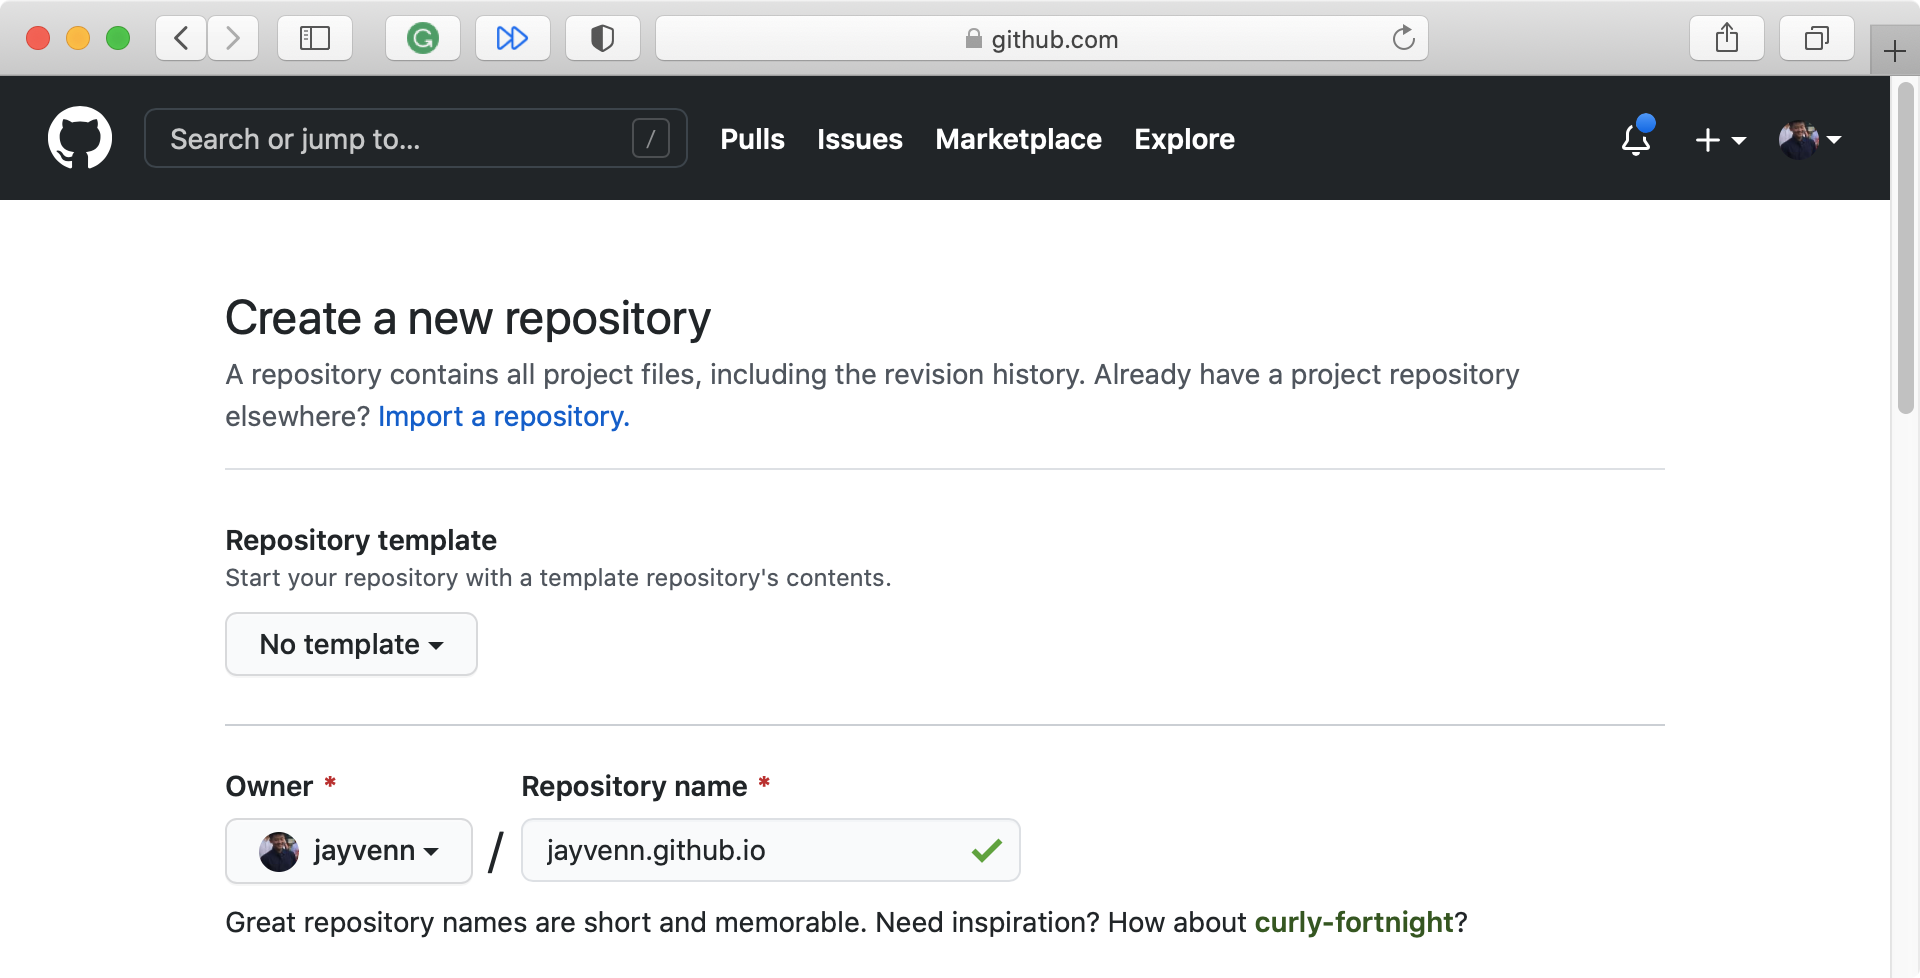 github.com
Search or jump to... /
Pulls Issues Marketplace Explore
Create a new repository
A repository contains all project files, including the revision history. Already have a project repository
elsewhere? Import a repository.
Repository template
Start your repository with a template repository's contents.
No template
Owner * Repository name *
jayvenn / jayvenn.github.io
Great repository names are short and memorable. Need inspiration? How about curly-fortnight?